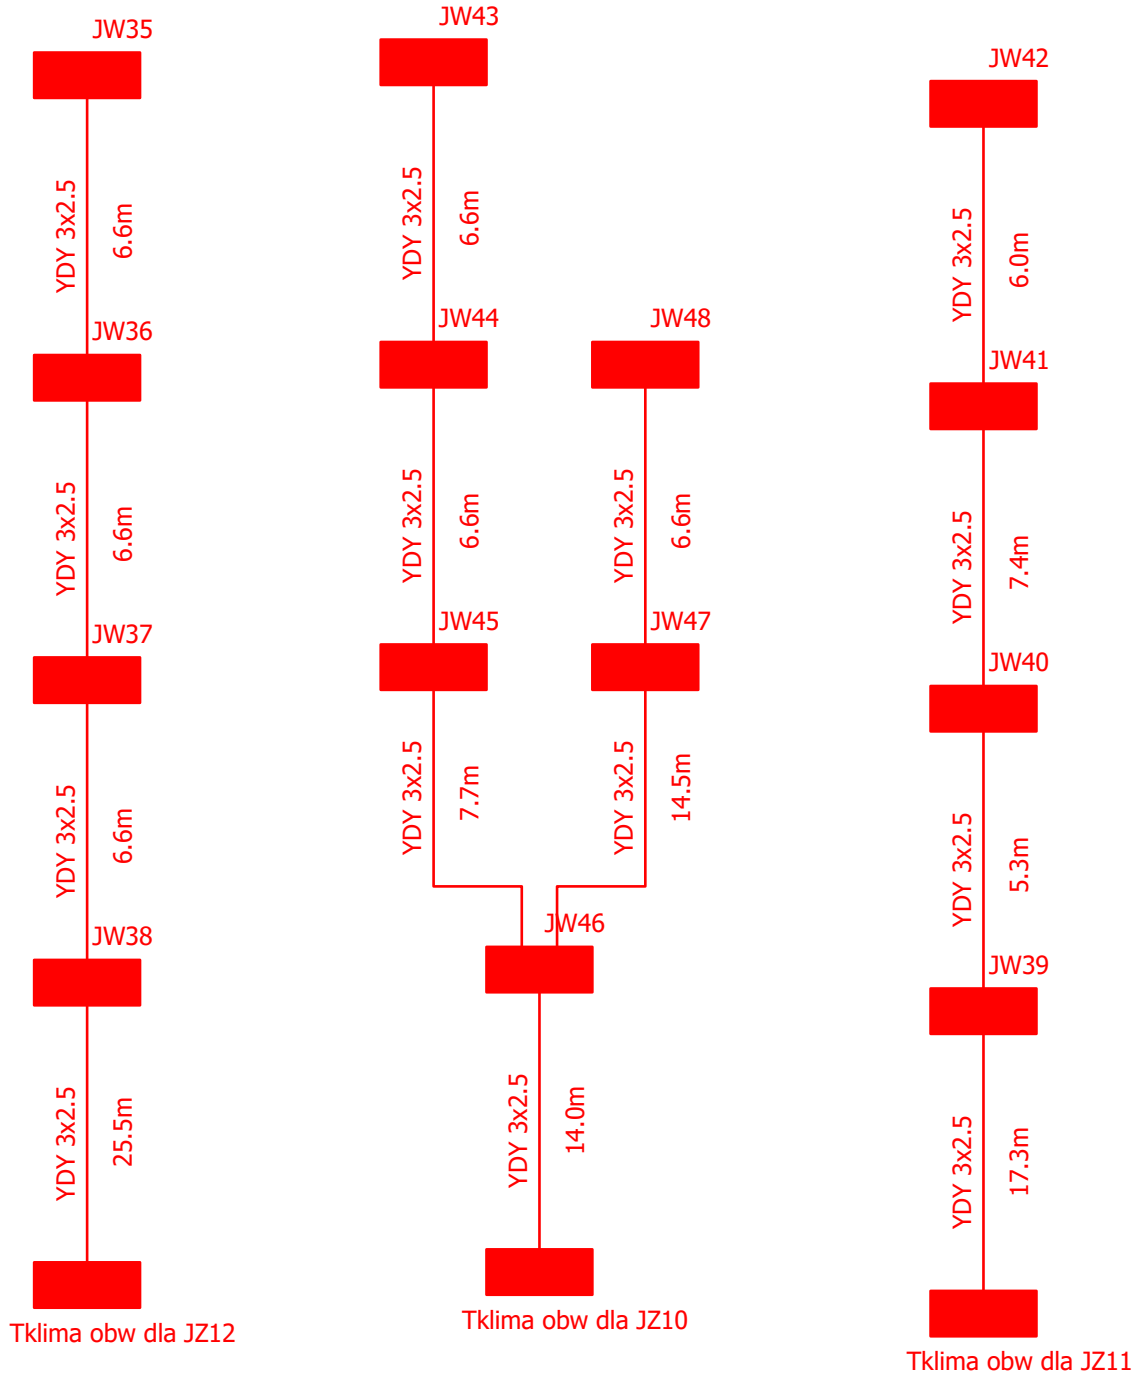 JW35
YDY 3x2.5
6.6m
JW36
YDY 3x2.5
6.6m
JW37
YDY 3x2.5
6.6m
JW38
YDY 3x2.5
25.5m
Tklima obw dla JZ12
JW43
YDY 3x2.5
6.6m
JW44
YDY 3x2.5
6.6m
JW45
YDY 3x2.5
7.7m
JW48
YDY 3x2.5
6.6m
JW47
YDY 3x2.5
14.5m
JW46
YDY 3x2.5
14.0m
Tklima obw dla JZ10
JW42
YDY 3x2.5
6.0m
JW41
YDY 3x2.5
7.4m
JW40
YDY 3x2.5
5.3m
JW39
YDY 3x2.5
17.3m
Tklima obw dla JZ11